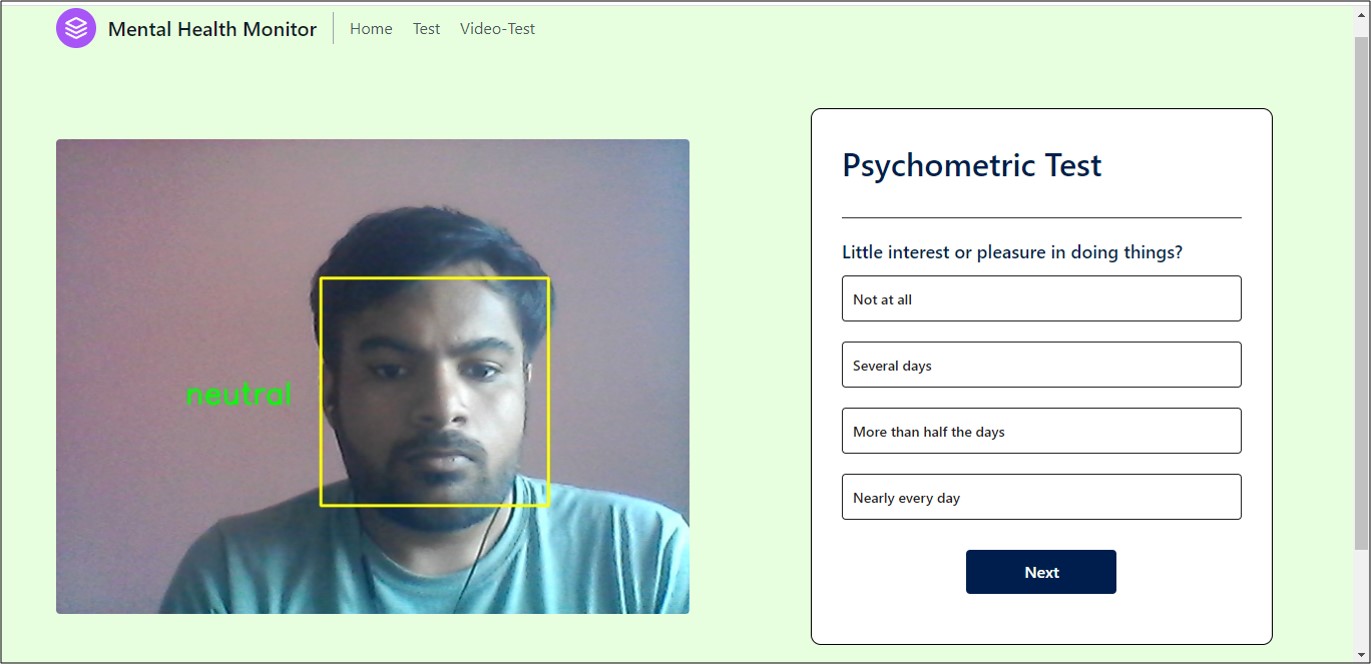 Mental Health Monitor
Home
Test
Video-Test
neutral
Psychometric Test
Little interest or pleasure in doing things?
Not at all
Several days
More than half the days
Nearly every day
Next